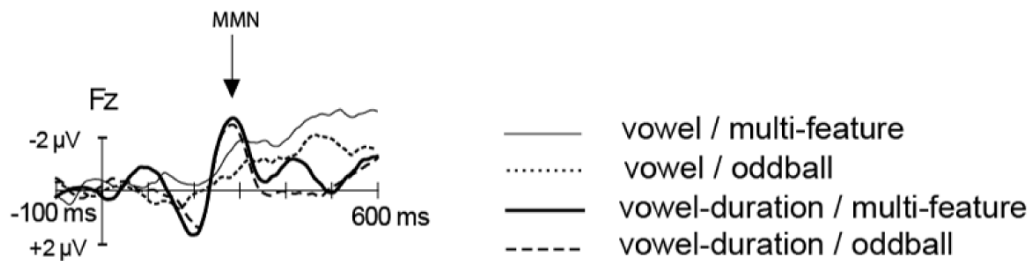 MMN
Fz
-2 µV
-100 ms
600 ms
+2 µV
vowel / multi-feature
vowel / oddball
vowel-duration / multi-feature
vowel-duration / oddball